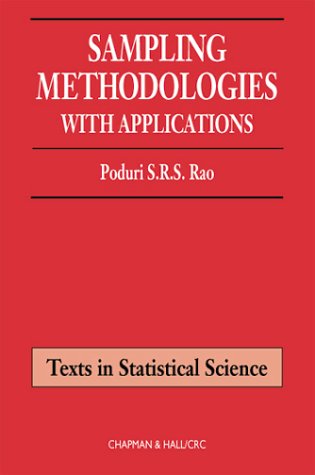 SAMPLING
METHODOLOGIES
WITH APPLICATIONS
Poduri S.R.S. Rao
Texts in Statistical Science
CHAPMAN & HALL/CRC